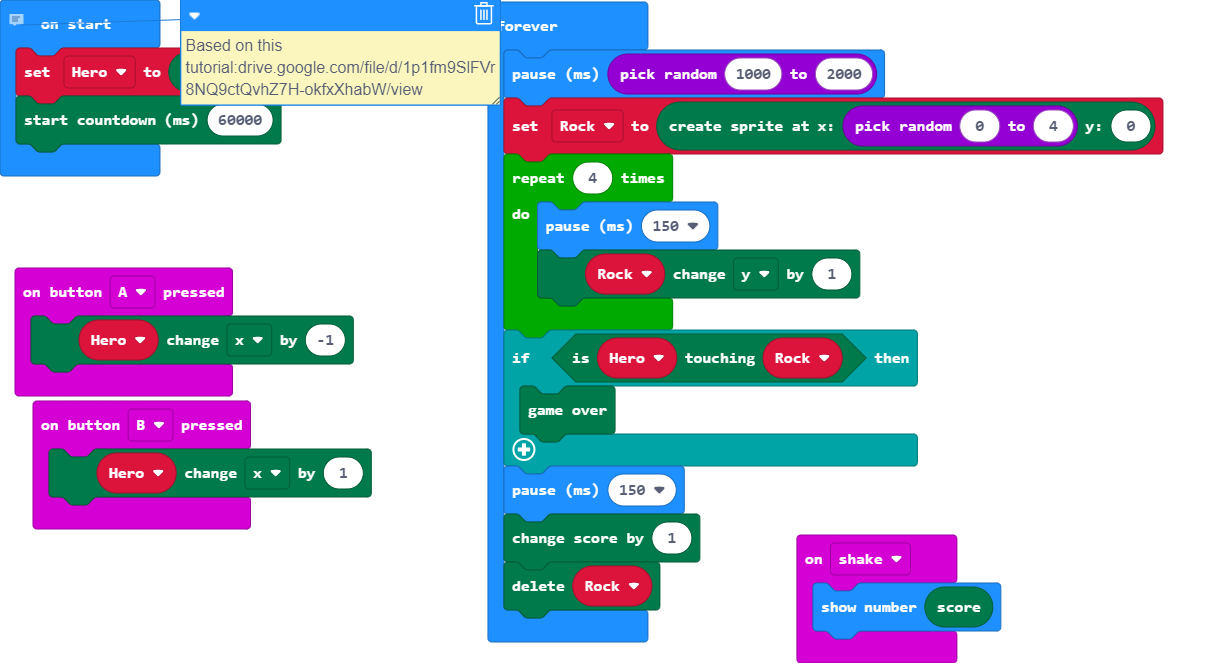 on start
set Hero to
start countdown (ms) 60000
Based on this
tutorial:drive.google.com/file/d/1p1fm9SlFVr
8NQ9ctQvhZ7H-okfxXhabW/view
on button A pressed
Hero change x by -1
on button B pressed
Hero change x by 1
forever
pause (ms) pick random 1000 to 2000
set Rock to create sprite at x: pick random 0 to 4 y: 0
repeat 4 times
do
pause (ms) 150
Rock change y by 1
if is Hero touching Rock then
game over
pause (ms) 150
change score by 1
delete Rock
on shake
show number score